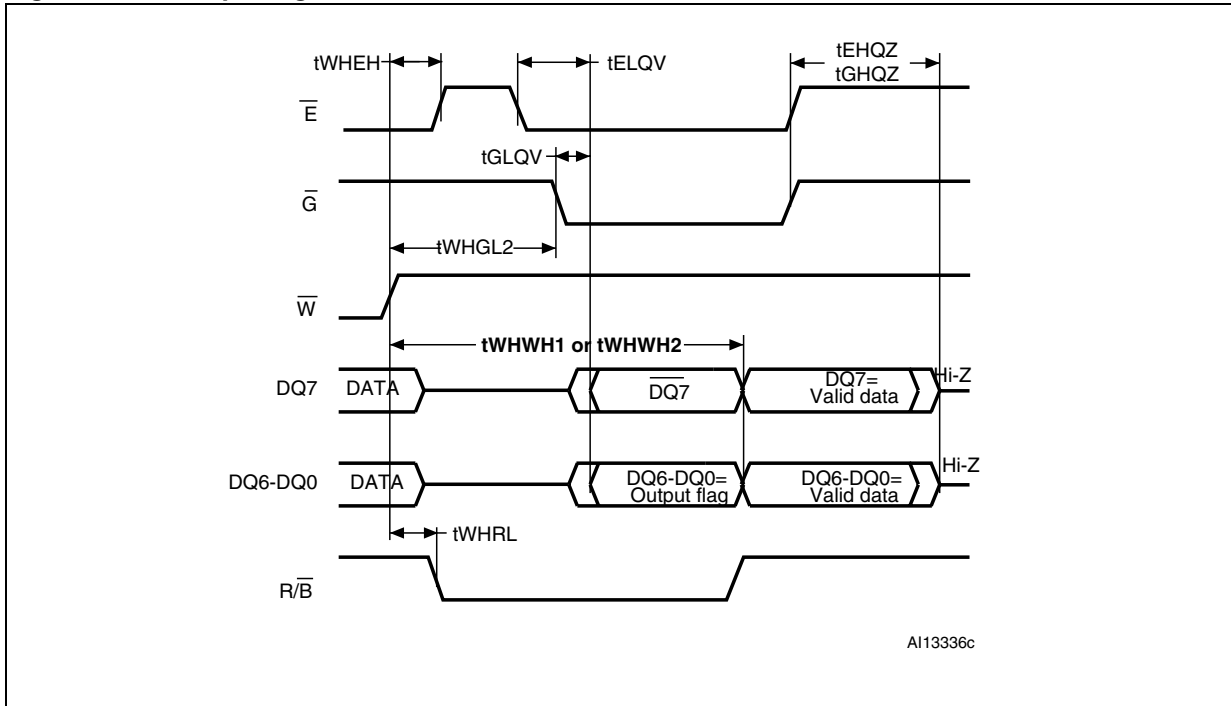 tEHQZ
tWHEH
tELQV
tGHQZ
E̅
tGLQV
G̅
tWHGL2
W̅
tWHWH1 or tWHWH2
DQ7
DATA
D̅Q̅7̅
DQ7=
Valid data
Hi-Z
DQ6-DQ0
DATA
DQ6-DQ0=
Output flag
DQ6-DQ0=
Valid data
Hi-Z
tWHRL
R/B̅
AI13336c